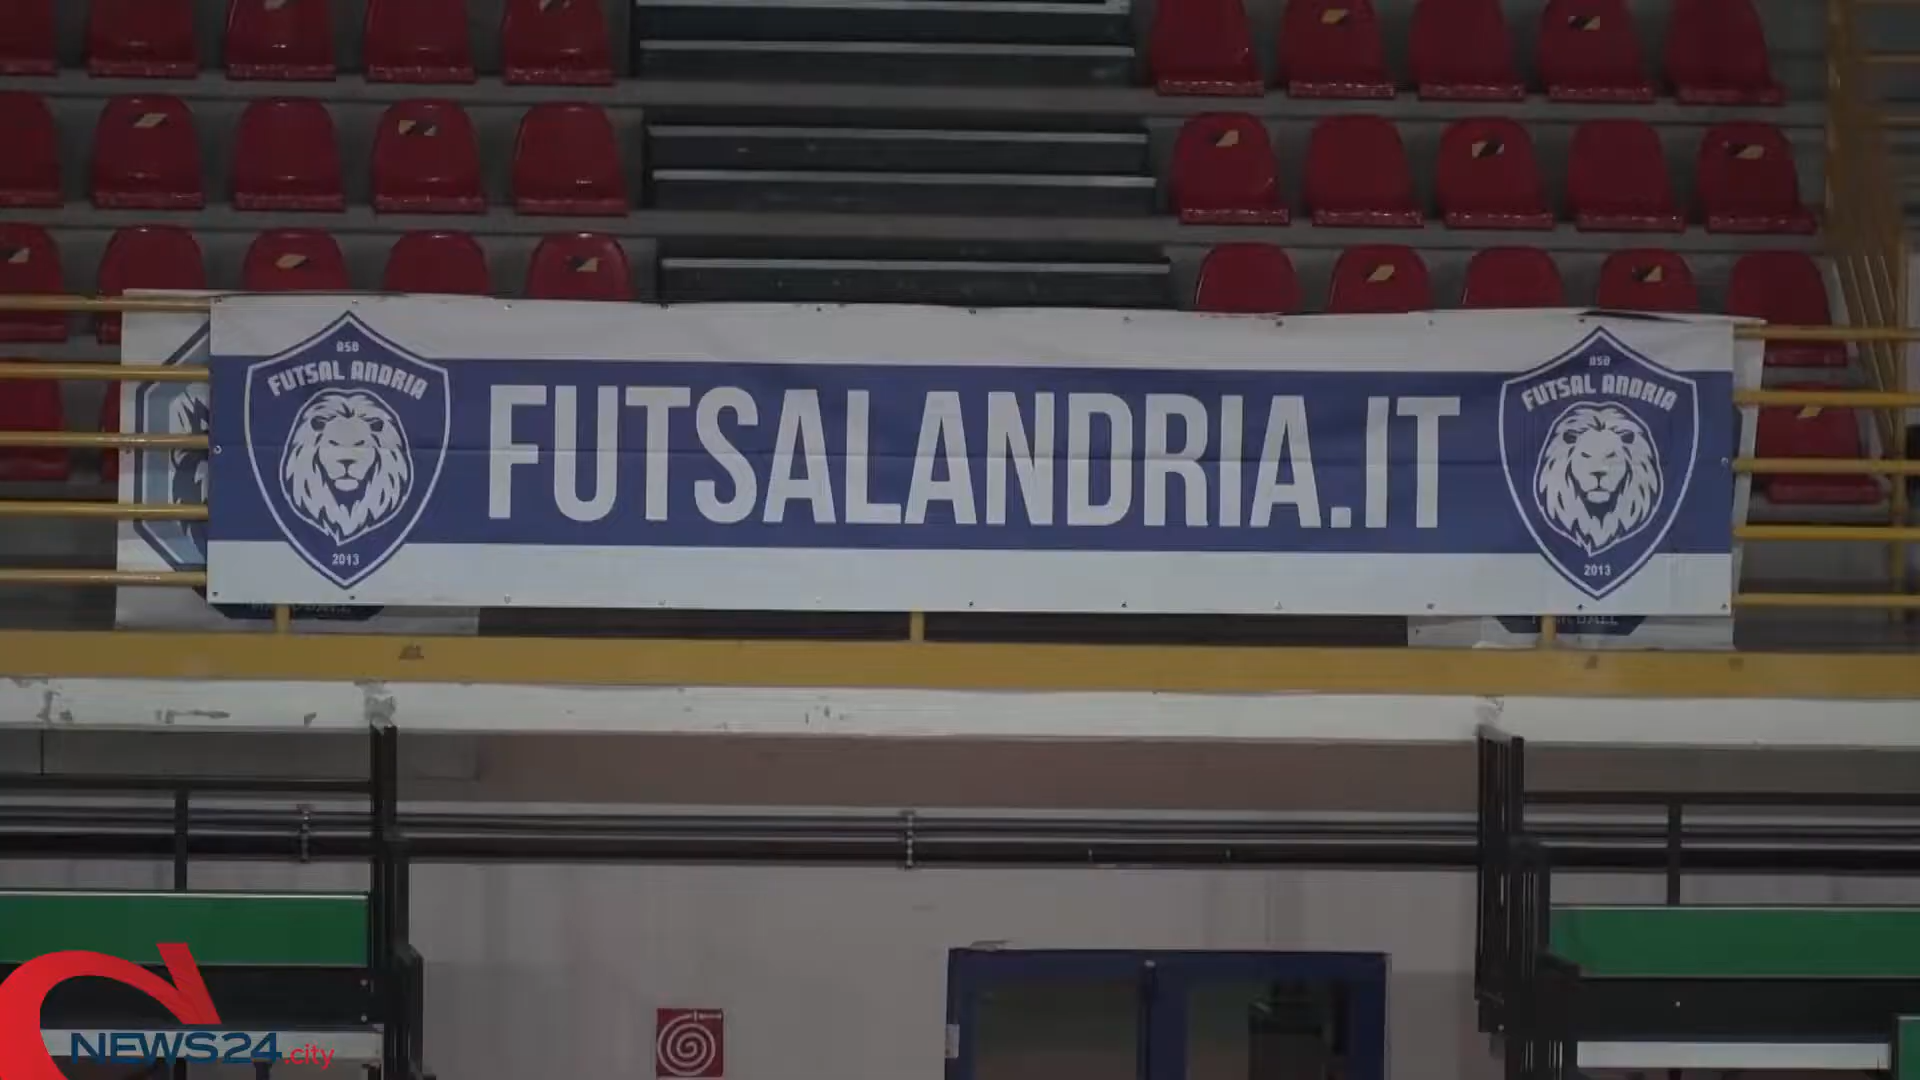 ASD
FUTSAL ANDRIA
2013
FUTSALANDRIA.IT
ASD
FUTSAL ANDRIA
2013
NEWS24.city